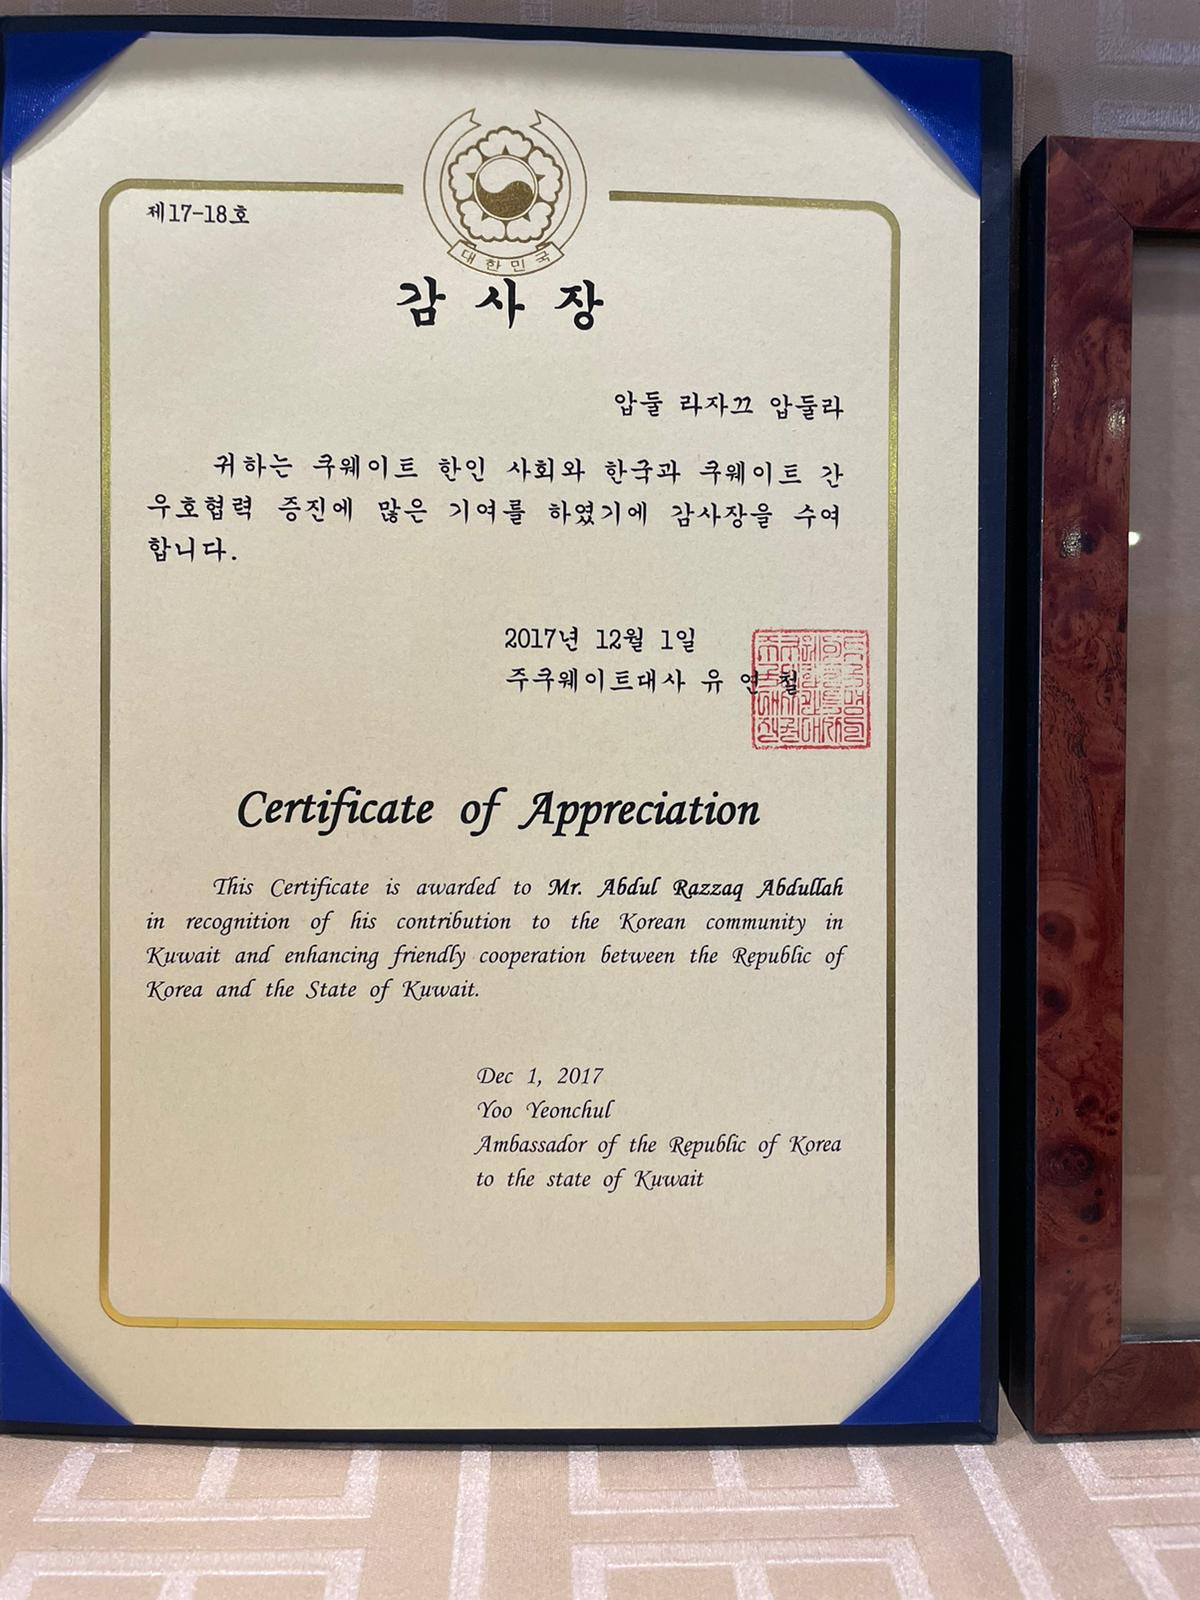 대한민국
제17-18호
감 사 장
압둘 라자끄 압둘라
귀하는 쿠웨이트 한인 사회와 한국과 쿠웨이트 간
우호협력 증진에 많은 기여를 하였기에 감사장을 수여
합니다.
2017년 12월 1일
주쿠웨이트대사 유 연 철
Certificate of Appreciation
This Certificate is awarded to Mr. Abdul Razzaq Abdullah
in recognition of his contribution to the Korean community in
Kuwait and enhancing friendly cooperation between the Republic of
Korea and the State of Kuwait.
Dec 1, 2017
Yoo Yeonchul
Ambassador of the Republic of Korea
to the state of Kuwait